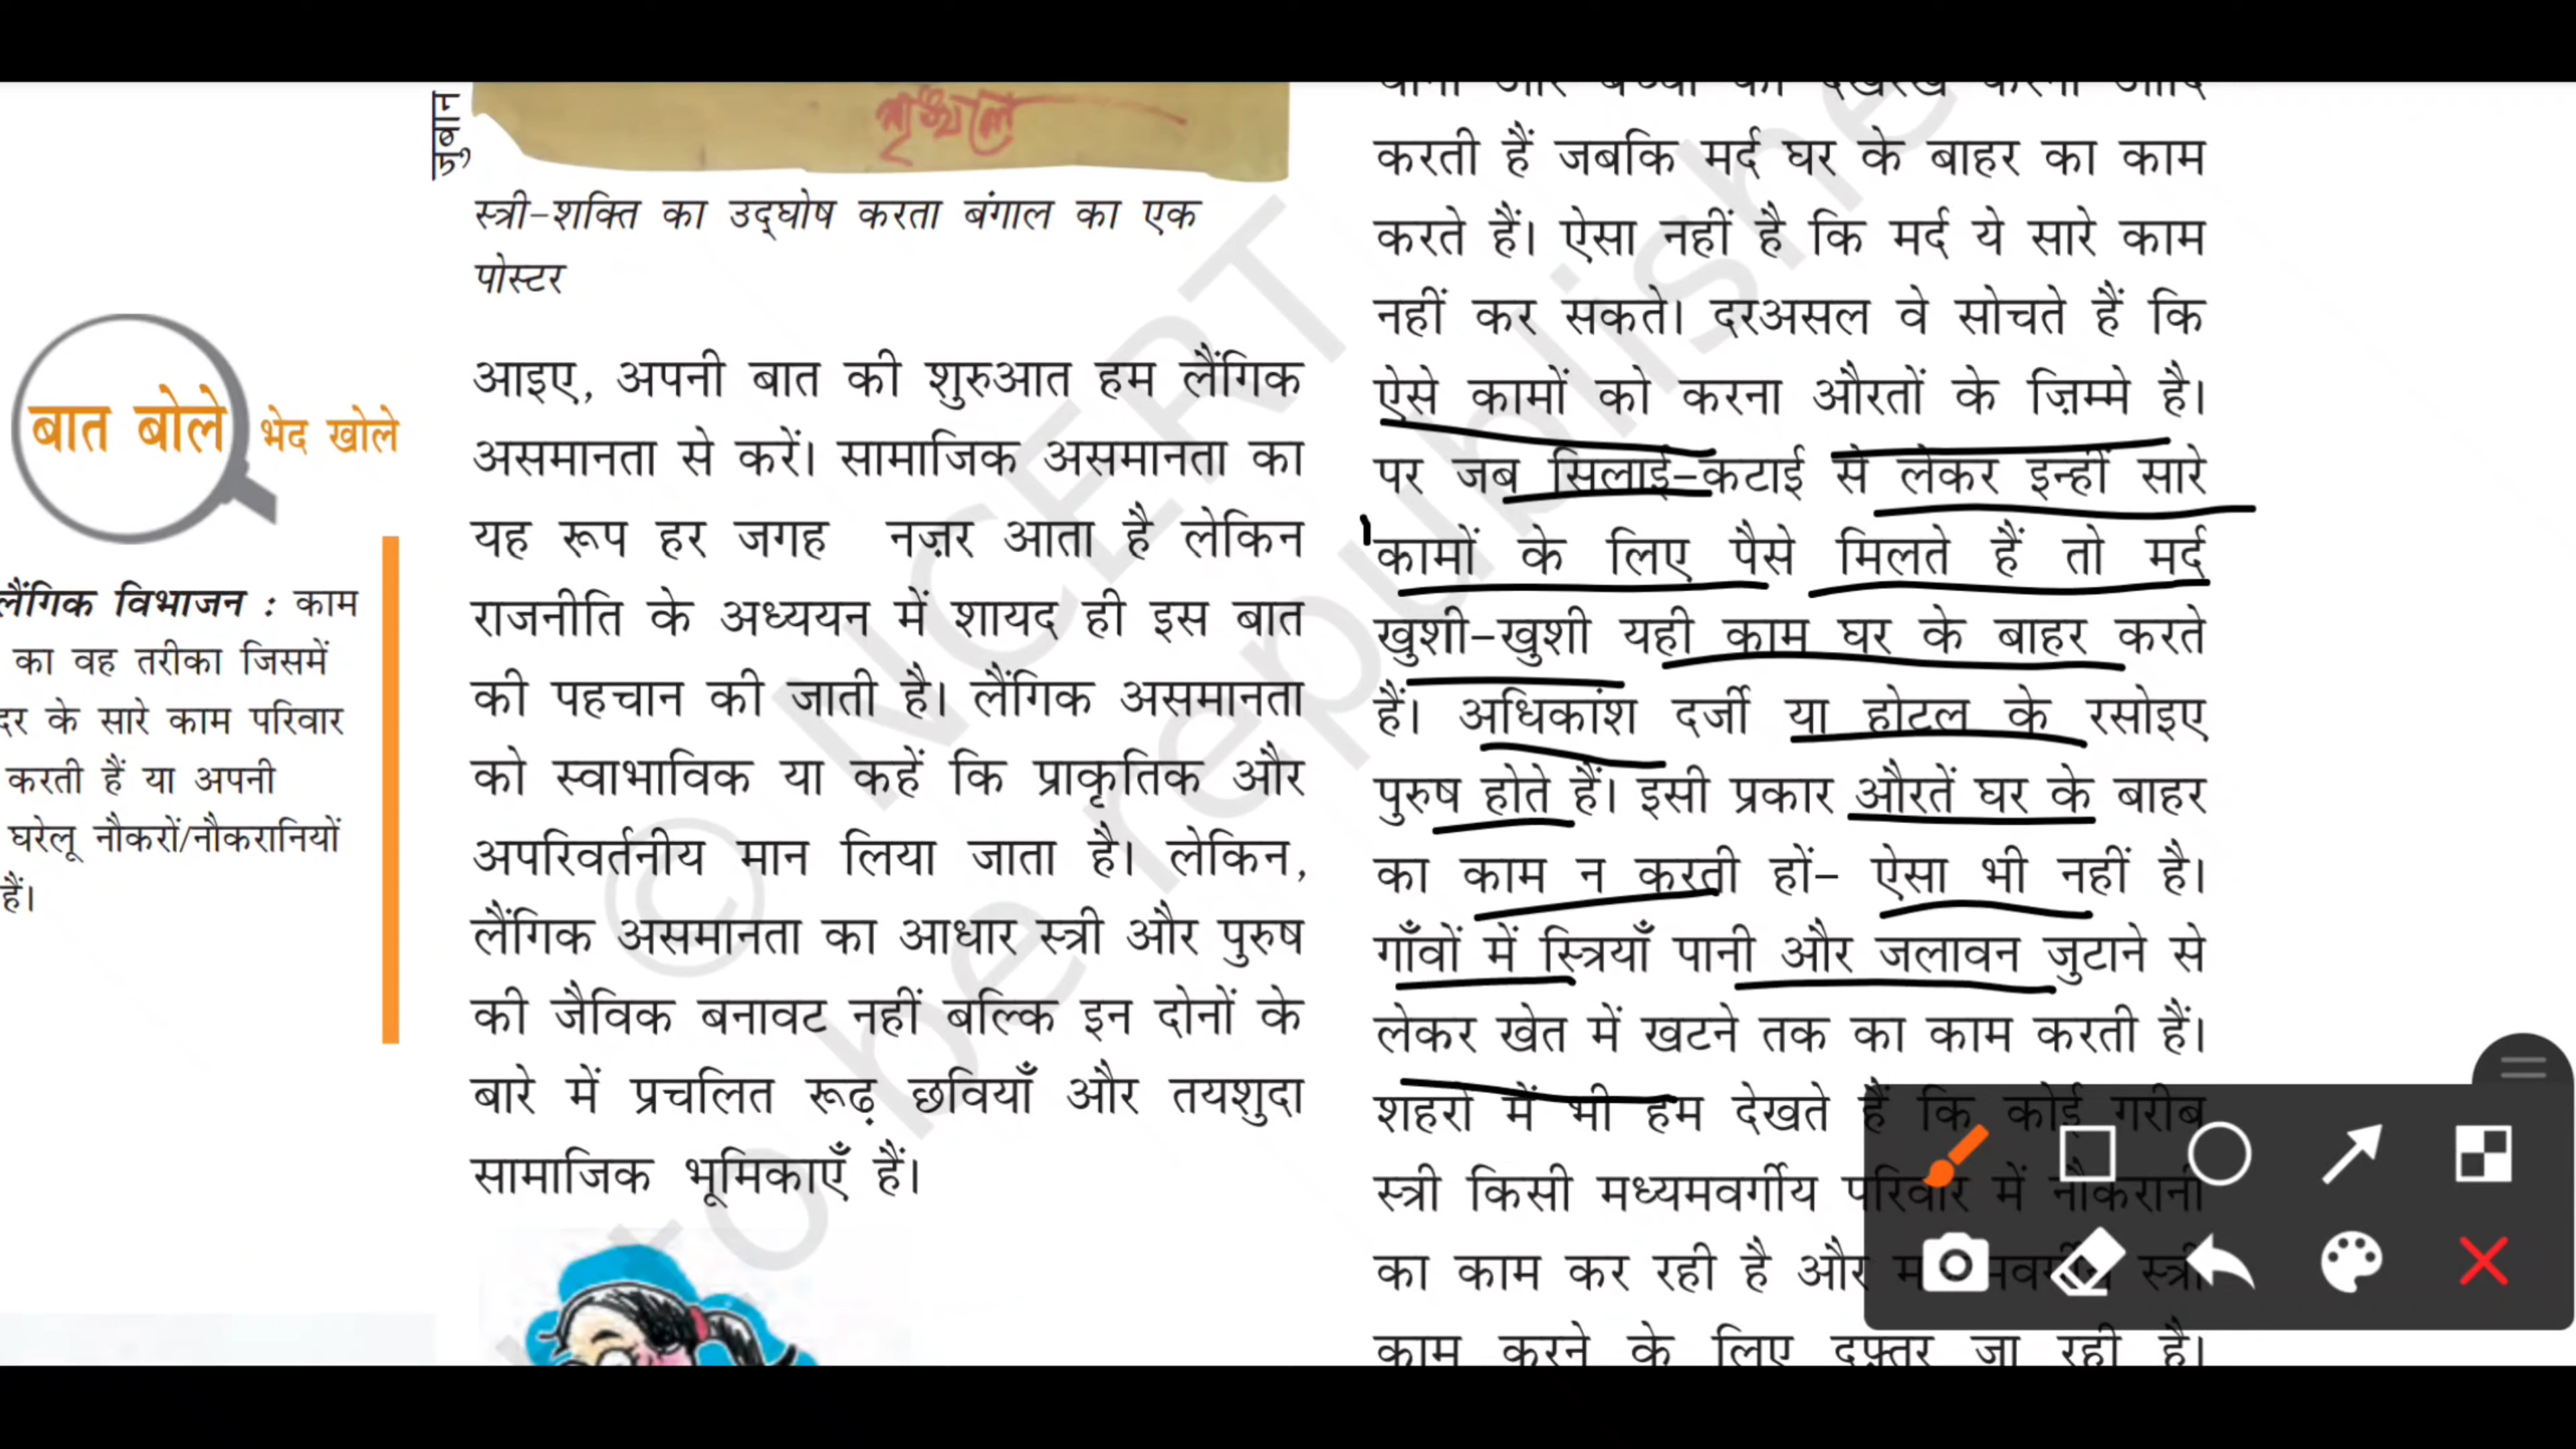 जुबान
স্ত্রী-शक्ति का उद्‌घोष करता बंगाल का एक
पोस्टर
बात बोले भेद खोले
लैंगिक विभाजन : काम
का वह तरीका जिसमें
दर के सारे काम परिवार
करती हैं या अपनी
घरेलू नौकरों/नौकरानियों
हैं।
आइए, अपनी बात की शुरुआत हम लैंगिक
असमानता से करें। सामाजिक असमानता का
यह रूप हर जगह नज़र आता है लेकिन
राजनीति के अध्ययन में शायद ही इस बात
की पहचान की जाती है। लैंगिक असमानता
को स्वाभाविक या कहें कि प्राकृतिक और
अपरिवर्तनीय मान लिया जाता है। लेकिन,
लैंगिक असमानता का आधार स्त्री और पुरुष
की जैविक बनावट नहीं बल्कि इन दोनों के
बारे में प्रचलित रूढ़ छवियाँ और तयशुदा
सामाजिक भूमिकाएँ हैं।
करती हैं जबकि मर्द घर के बाहर का काम
करते हैं। ऐसा नहीं है कि मर्द ये सारे काम
नहीं कर सकते। दरअसल वे सोचते हैं कि
ऐसे कामों को करना औरतों के ज़िम्मे है।
पर जब सिलाई-कटाई से लेकर इन्हीं सारे
कामों के लिए पैसे मिलते हैं तो मर्द
खुशी-खुशी यही काम घर के बाहर करते
हैं। अधिकांश दर्जी या होटल के रसोइए
पुरुष होते हैं। इसी प्रकार औरतें घर के बाहर
का काम न करती हों- ऐसा भी नहीं है।
गाँवों में स्त्रियाँ पानी और जलावन जुटाने से
लेकर खेत में खटने तक का काम करती हैं।
शहरों में भी हम देखते हैं कि कोई गरीब
स्त्री किसी मध्यमवर्गीय परिवार में नौकरानी
का काम कर रही है और स्त्री
काम करने के लिए दफ़्तर जा रही है।
© NCERT
to be republishe